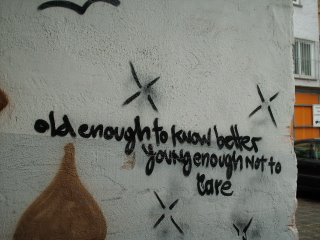 old enough to know better
young enough not to
care